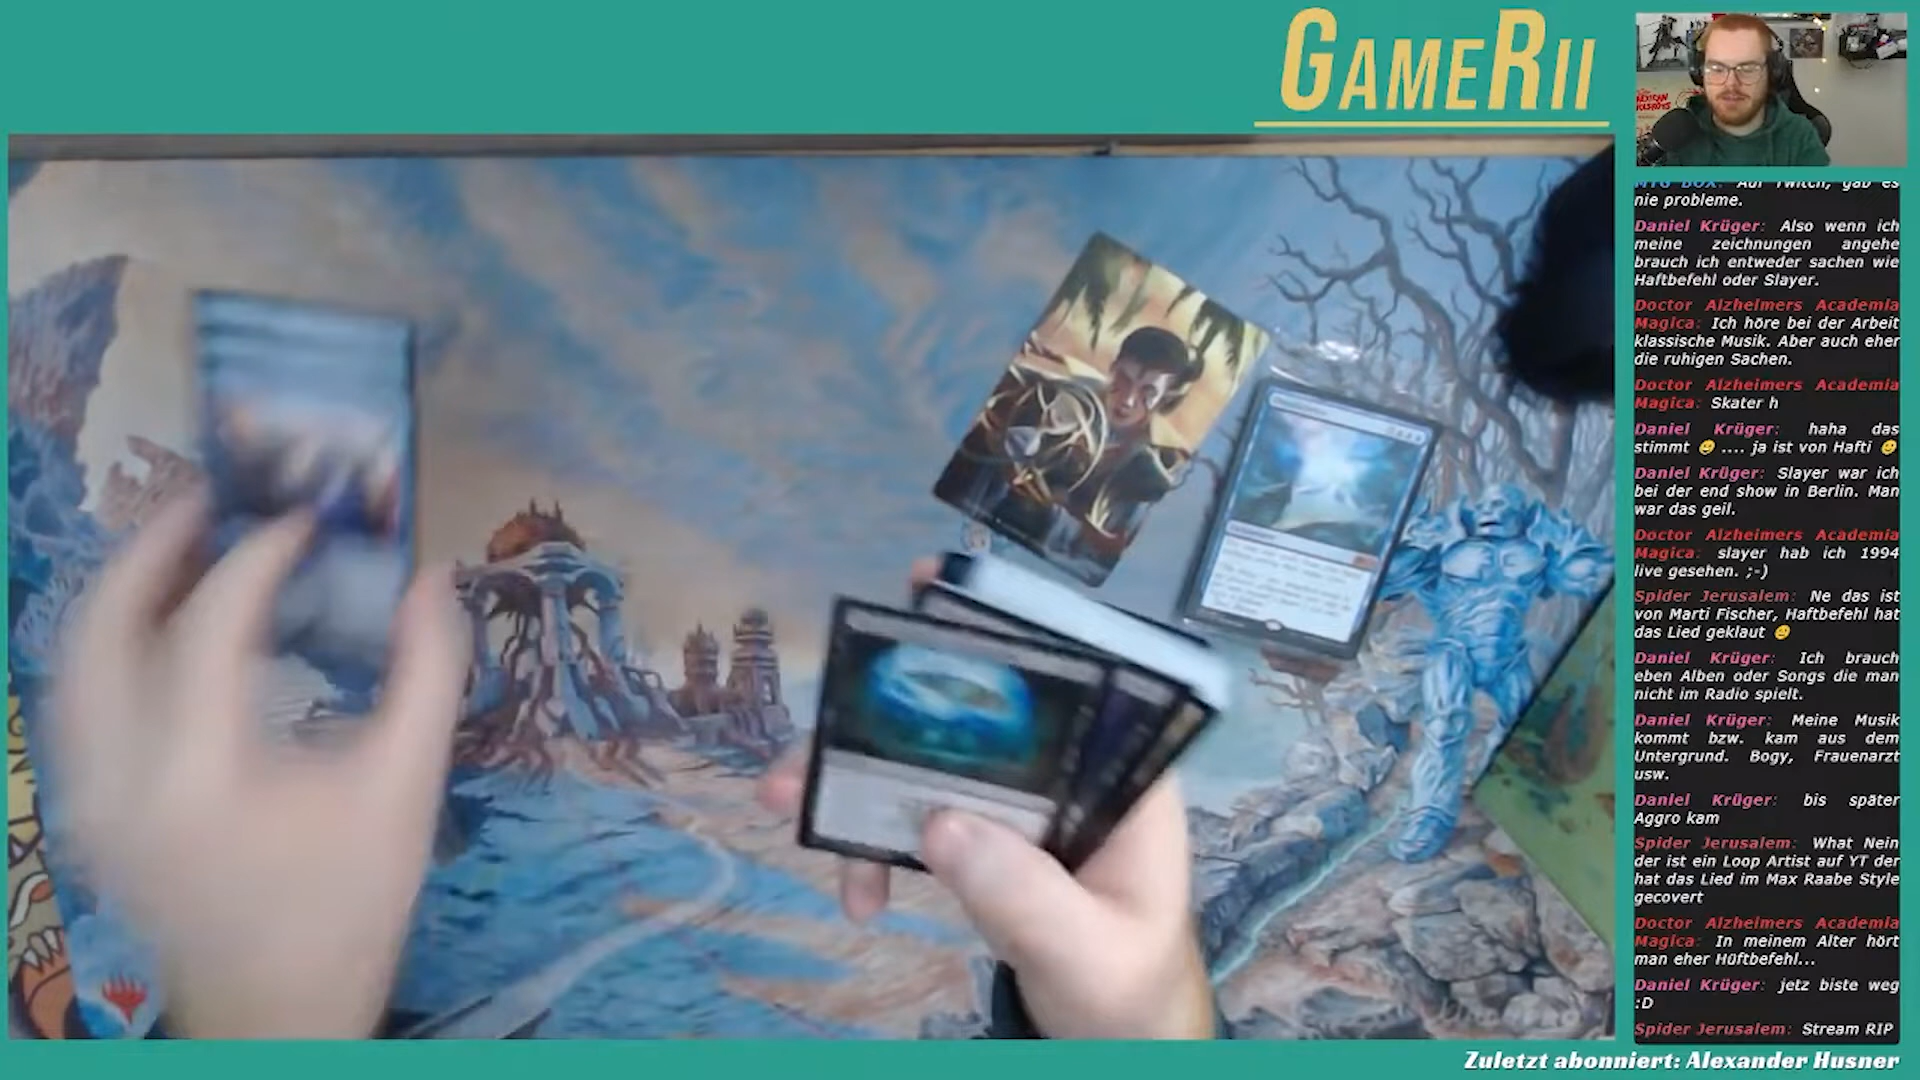 GAMERII
MTG BOX: Auf Twitch, gab es
nie probleme.
Daniel Krüger: Also wenn ich
meine zeichnungen angehe
brauch ich entweder sachen wie
Haftbefehl oder Slayer.
Doctor Alzheimers Academia
Magica: Ich höre bei der Arbeit
klassische Musik. Aber auch eher
die ruhigen Sachen.
Doctor Alzheimers Academia
Magica: Skater h
Daniel Krüger: haha das
stimmt 😄 .... ja ist von Hafti 🙂
Daniel Krüger: Slayer war ich
bei der end show in Berlin. Man
war das geil.
Doctor Alzheimers Academia
Magica: slayer hab ich 1994
live gesehen. ;-)
Spider Jerusalem: Ne das ist
von Marti Fischer, Haftbefehl hat
das Lied geklaut 🙂
Daniel Krüger: Ich brauch
eben Alben oder Songs die man
nicht im Radio spielt.
Daniel Krüger: Meine Musik
kommt bzw. kam aus dem
Untergrund. Bogy, Frauenarzt
usw.
Daniel Krüger: bis später
Aggro kam
Spider Jerusalem: What Nein
der ist ein Loop Artist auf YT der
hat das Lied im Max Raabe Style
gecovert
Doctor Alzheimers Academia
Magica: In meinem Alter hört
man eher Hüftbefehl...
Daniel Krüger: jetz biste weg
:D
Spider Jerusalem: Stream RIP
Zuletzt abonniert: Alexander Husner